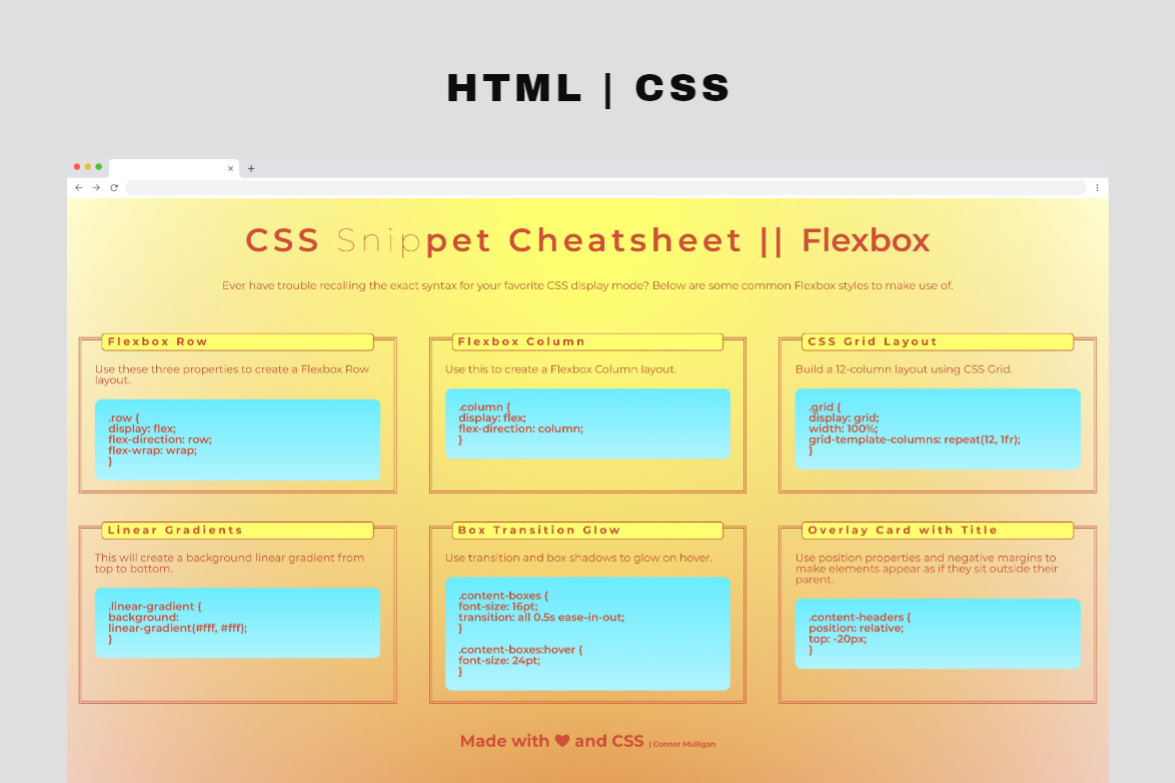 HTML | CSS
CSS Snippet Cheatsheet || Flexbox
Ever have trouble recalling the exact syntax for your favorite CSS display mode? Below are some common Flexbox styles to make use of.
Flexbox Row
Use these three properties to create a Flexbox Row
layout.
.row {
display: flex;
flex-direction: row;
flex-wrap: wrap;
}
Flexbox Column
Use this to create a Flexbox Column layout.
.column {
display: flex;
flex-direction: column;
}
CSS Grid Layout
Build a 12-column layout using CSS Grid.
.grid {
display: grid;
width: 100%;
grid-template-columns: repeat(12, 1fr);
}
Linear Gradients
This will create a background linear gradient from
top to bottom.
.linear-gradient {
background:
linear-gradient(#fff, #fff);
}
Box Transition Glow
Use transition and box shadows to glow on hover.
.content-boxes {
font-size: 16pt;
transition: all 0.5s ease-in-out;
}
.content-boxes:hover {
font-size: 24pt;
}
Overlay Card with Title
Use position properties and negative margins to
make elements appear as if they sit outside their
parent.
.content-headers {
position: relative;
top: -20px;
}
Made with ♥ and CSS | Connor Mulligan